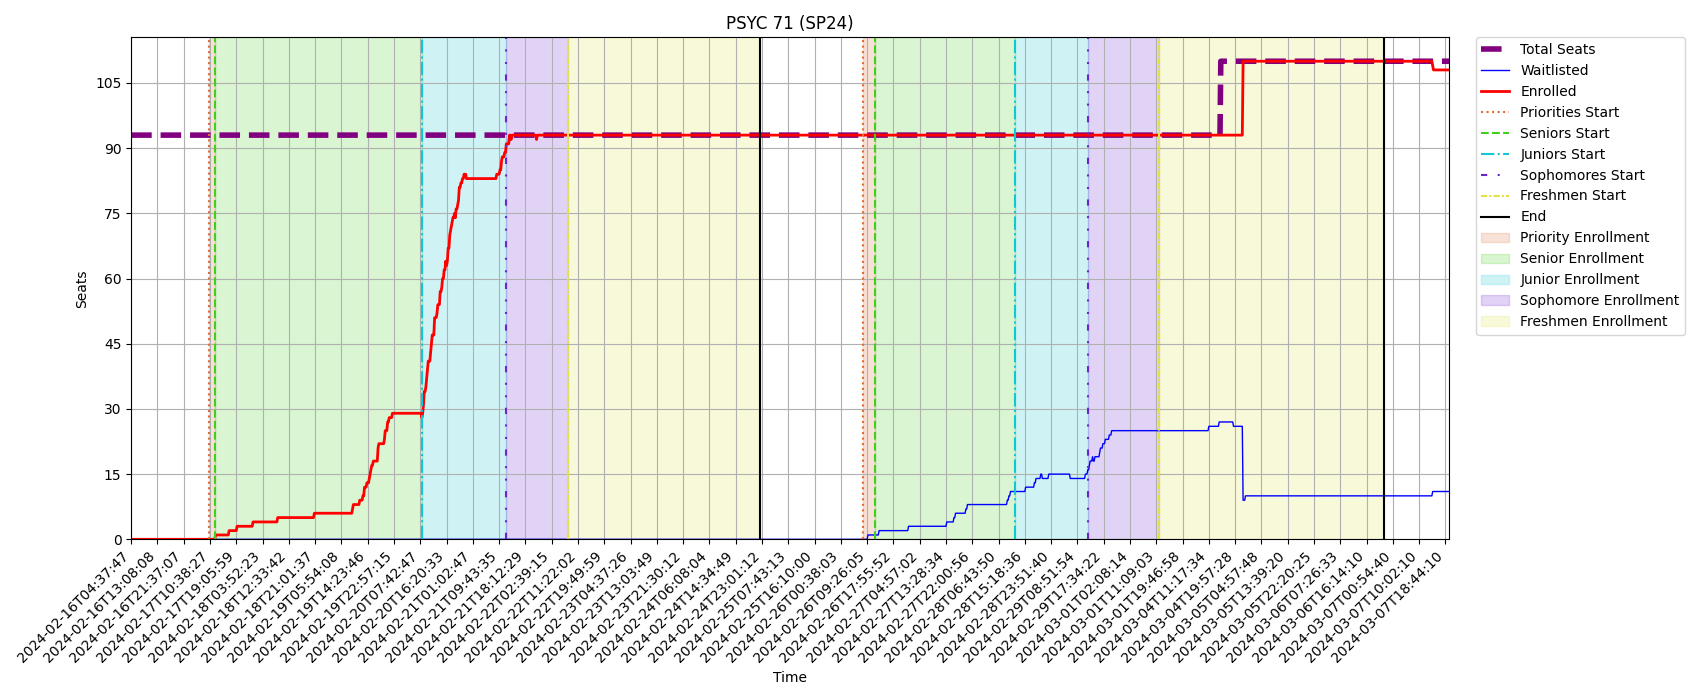 PSYC 71 (SP24)
Seats
105
90
75
60
45
30
15
0
2024-02-16T04:37:47
2024-02-16T13:08:08
2024-02-16T21:37:07
2024-02-17T10:38:27
2024-02-17T19:05:59
2024-02-18T03:52:23
2024-02-18T12:33:42
2024-02-18T21:01:37
2024-02-19T05:54:08
2024-02-19T14:23:46
2024-02-19T22:57:15
2024-02-20T07:42:47
2024-02-20T16:20:33
2024-02-21T01:02:47
2024-02-21T09:43:35
2024-02-21T18:12:29
2024-02-22T02:39:15
2024-02-22T11:22:02
2024-02-22T19:49:59
2024-02-23T04:37:26
2024-02-23T13:03:49
2024-02-23T21:30:12
2024-02-24T06:08:04
2024-02-24T14:34:49
2024-02-24T23:01:12
2024-02-25T07:43:13
2024-02-25T16:10:00
2024-02-26T00:38:03
2024-02-26T09:26:05
2024-02-26T17:55:52
2024-02-27T04:57:02
2024-02-27T13:28:34
2024-02-27T22:00:56
2024-02-28T06:43:50
2024-02-28T15:18:36
2024-02-28T23:51:40
2024-02-29T08:51:54
2024-02-29T17:34:22
2024-03-01T02:08:14
2024-03-01T11:09:03
2024-03-01T19:46:58
2024-03-04T11:17:34
2024-03-04T19:57:28
2024-03-05T04:57:48
2024-03-05T13:39:20
2024-03-05T22:20:25
2024-03-06T07:26:33
2024-03-06T16:14:10
2024-03-07T00:54:40
2024-03-07T10:02:10
2024-03-07T18:44:10
Time
Total Seats
Waitlisted
Enrolled
Priorities Start
Seniors Start
Juniors Start
Sophomores Start
Freshmen Start
End
Priority Enrollment
Senior Enrollment
Junior Enrollment
Sophomore Enrollment
Freshmen Enrollment